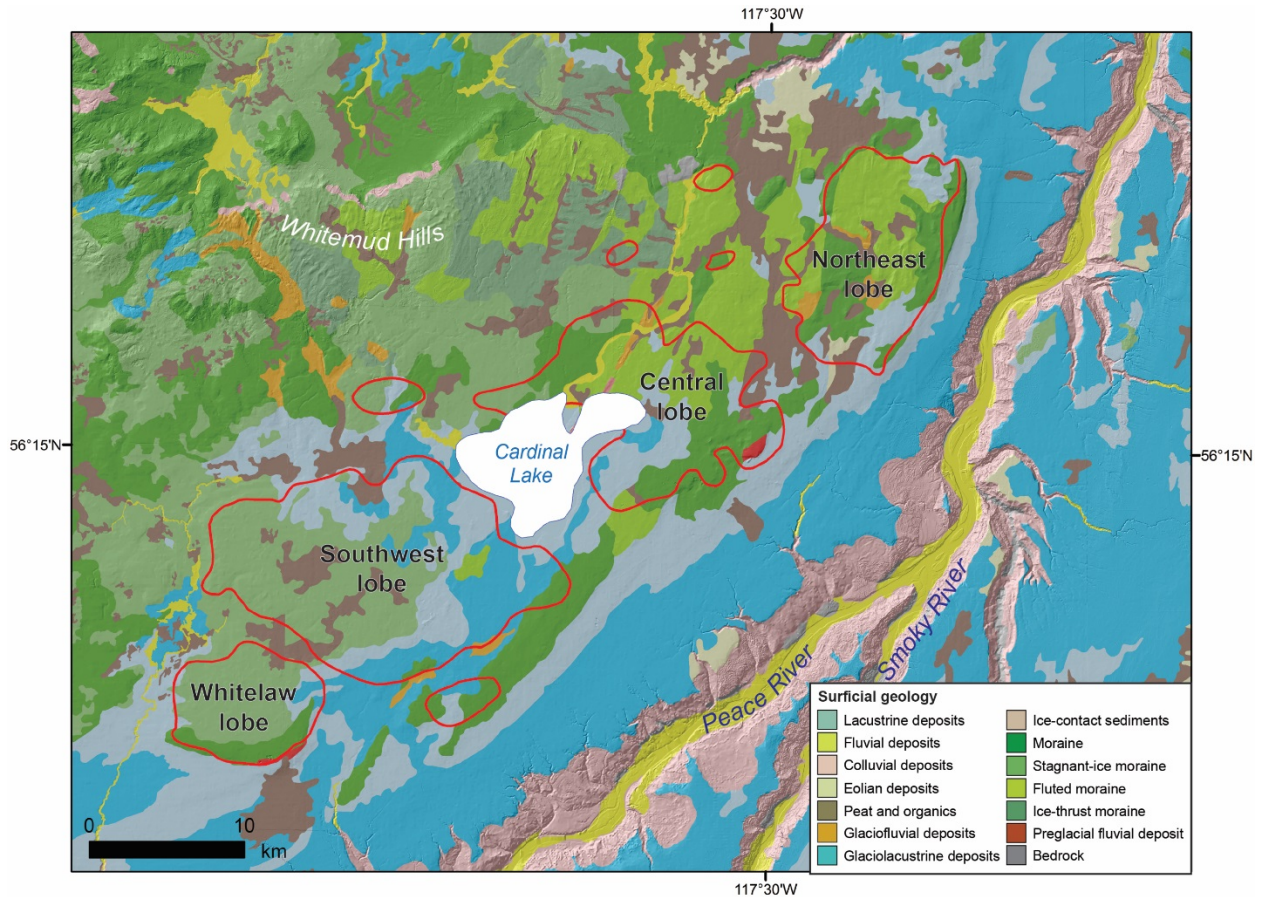 117°30'W
Whitemud Hills
Northeast
lobe
Central
lobe
56°15'N
56°15'N
Cardinal
Lake
Southwest
lobe
Whitelaw
lobe
Peace River
Smoky River
0 10
km
Surficial geology
Lacustrine deposits
Fluvial deposits
Colluvial deposits
Eolian deposits
Peat and organics
Glaciofluvial deposits
Glaciolacustrine deposits
Ice-contact sediments
Moraine
Stagnant-ice moraine
Fluted moraine
Ice-thrust moraine
Preglacial fluvial deposit
Bedrock
117°30'W